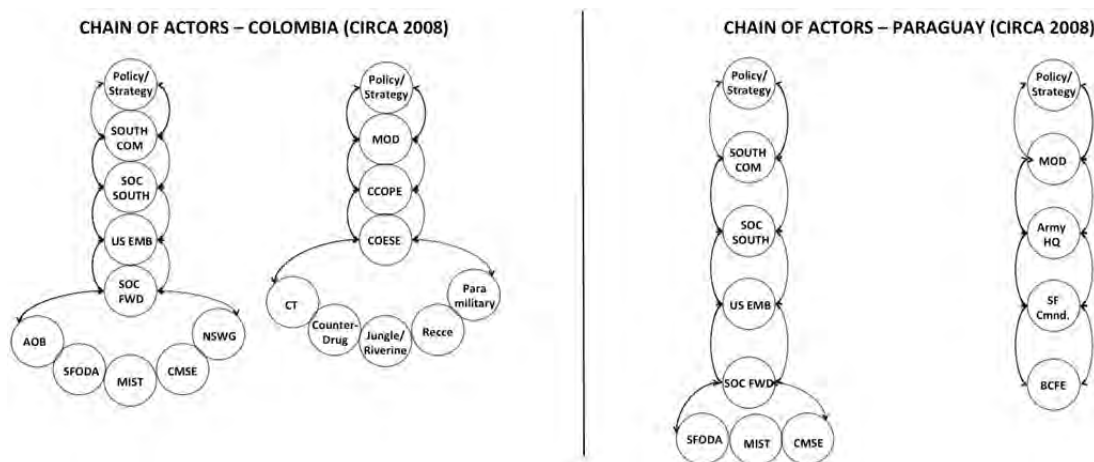 CHAIN OF ACTORS – COLOMBIA (CIRCA 2008)
Policy/
Strategy
SOUTH
COM
SOC
SOUTH
US EMB
SOC
FWD
AOB
SFODA
MIST
CMSE
NSWG
Policy/
Strategy
MOD
CCOPE
COESE
CT
Counter-
Drug
Jungle/
Riverine
Recce
Para
military
CHAIN OF ACTORS – PARAGUAY (CIRCA 2008)
Policy/
Strategy
SOUTH
COM
SOC
SOUTH
US EMB
SOC FWD
SFODA
MIST
CMSE
Policy/
Strategy
MOD
Army
HQ
SF
Cmnd.
BCFE